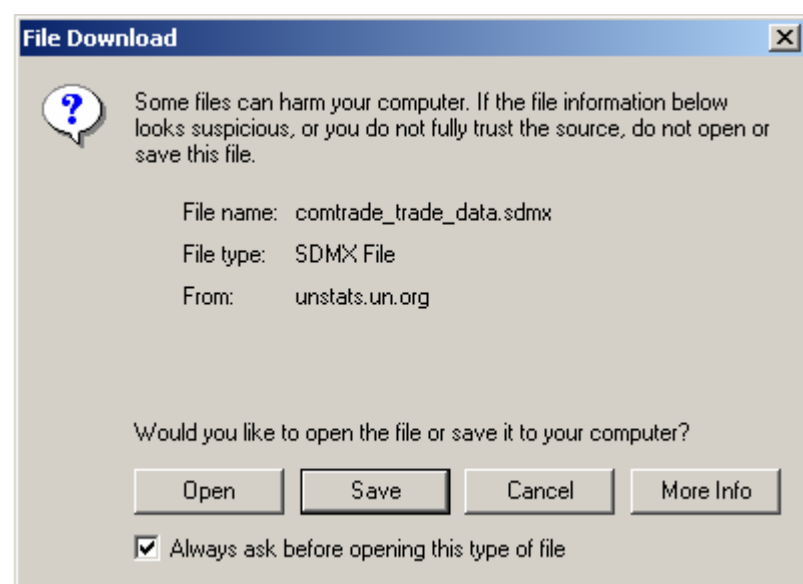 File Download
Some files can harm your computer. If the file information below
looks suspicious, or you do not fully trust the source, do not open or
save this file.
File name: comtrade_trade_data.sdmx
File type: SDMX File
From: unstats.un.org
Would you like to open the file or save it to your computer?
Open Save Cancel More Info
Always ask before opening this type of file